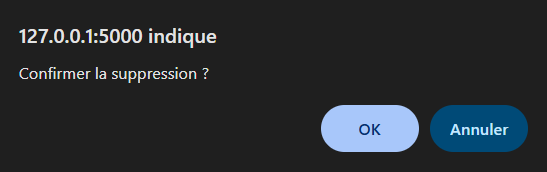 127.0.0.1:5000 indique
Confirmer la suppression ?
OK
Annuler